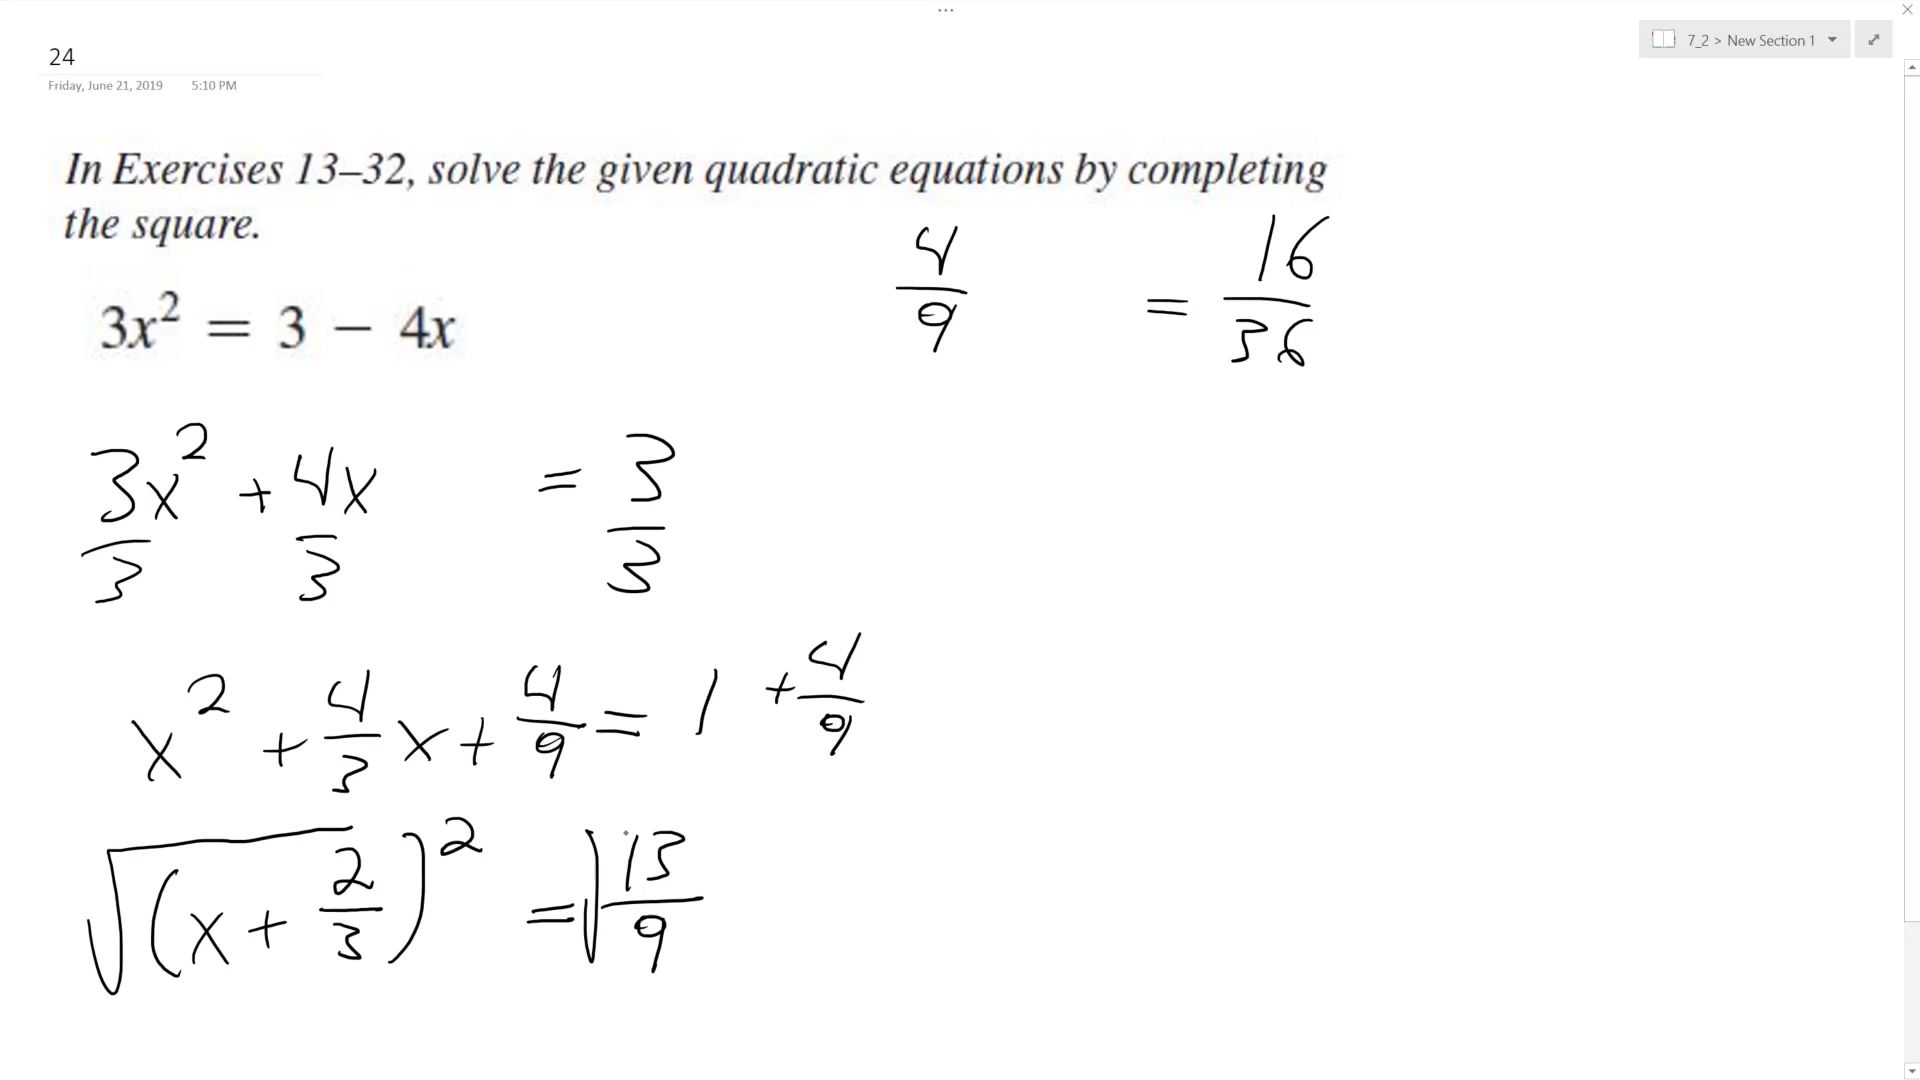 ...
7_2 > New Section 1
24
Friday, June 21, 2019 5:10 PM
In Exercises 13–32, solve the given quadratic equations by completing
the square.
4/9 = 16/36
3x² = 3 − 4x
3x²/3 + 4x/3 = 3/3
x² + 4/3 x + 4/9 = 1 + 4/9
√(x + 2/3)² = √13/9